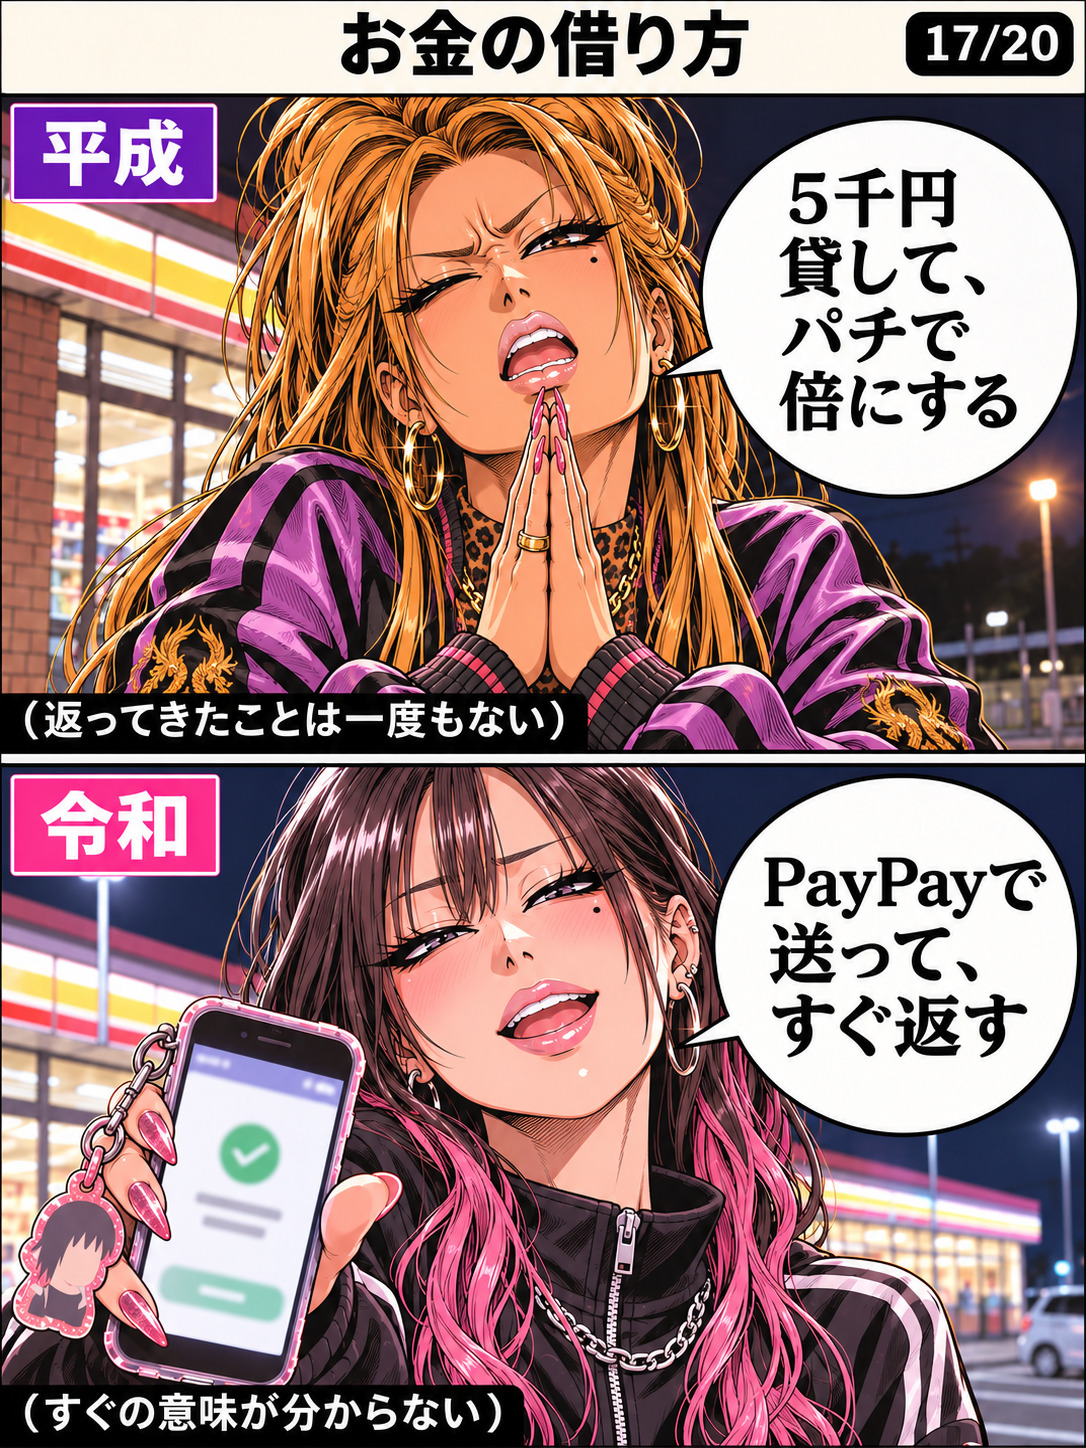 お金の借り方
17/20
平成
5千円
貸して、
パチで
倍にする
（返ってきたことは一度もない）
令和
PayPayで
送って、
すぐ返す
（すぐの意味が分からない）